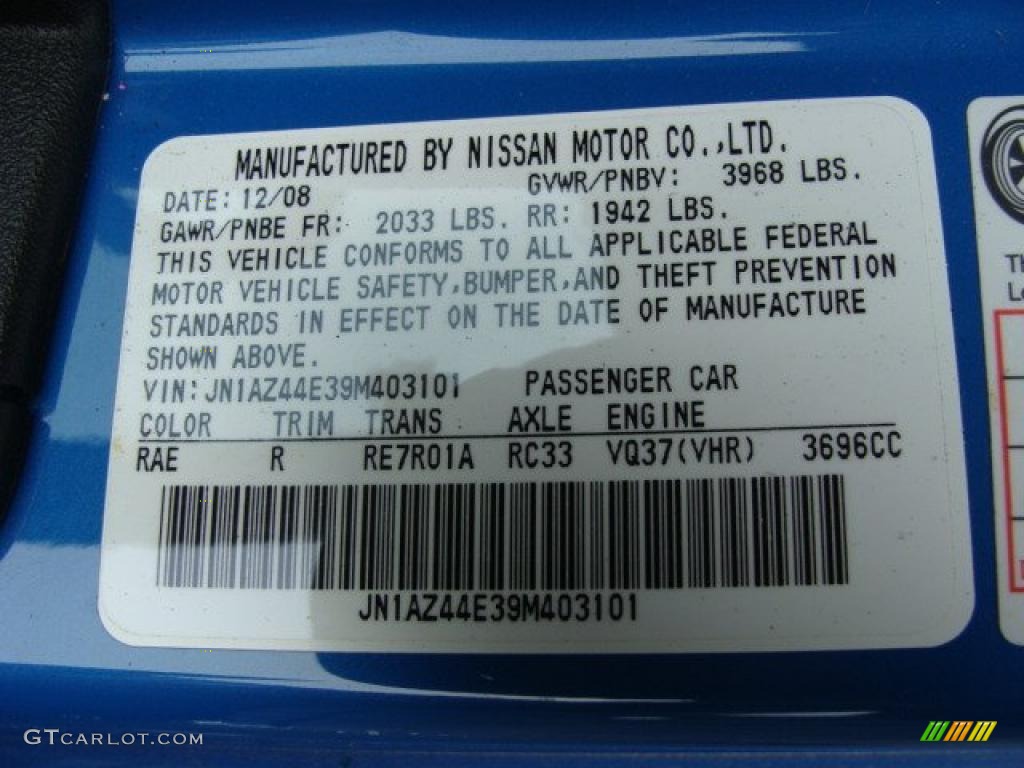 MANUFACTURED BY NISSAN MOTOR CO.,LTD.
DATE: 12/08 GVWR/PNBV: 3968 LBS.
GAWR/PNBE FR: 2033 LBS. RR: 1942 LBS.
THIS VEHICLE CONFORMS TO ALL APPLICABLE FEDERAL
MOTOR VEHICLE SAFETY,BUMPER,AND THEFT PREVENTION
STANDARDS IN EFFECT ON THE DATE OF MANUFACTURE
SHOWN ABOVE.
VIN:JN1AZ44E39M403101 PASSENGER CAR
COLOR TRIM TRANS AXLE ENGINE
RAE R RE7R01A RC33 VQ37(VHR) 3696CC
JN1AZ44E39M403101
GTCARLOT.COM